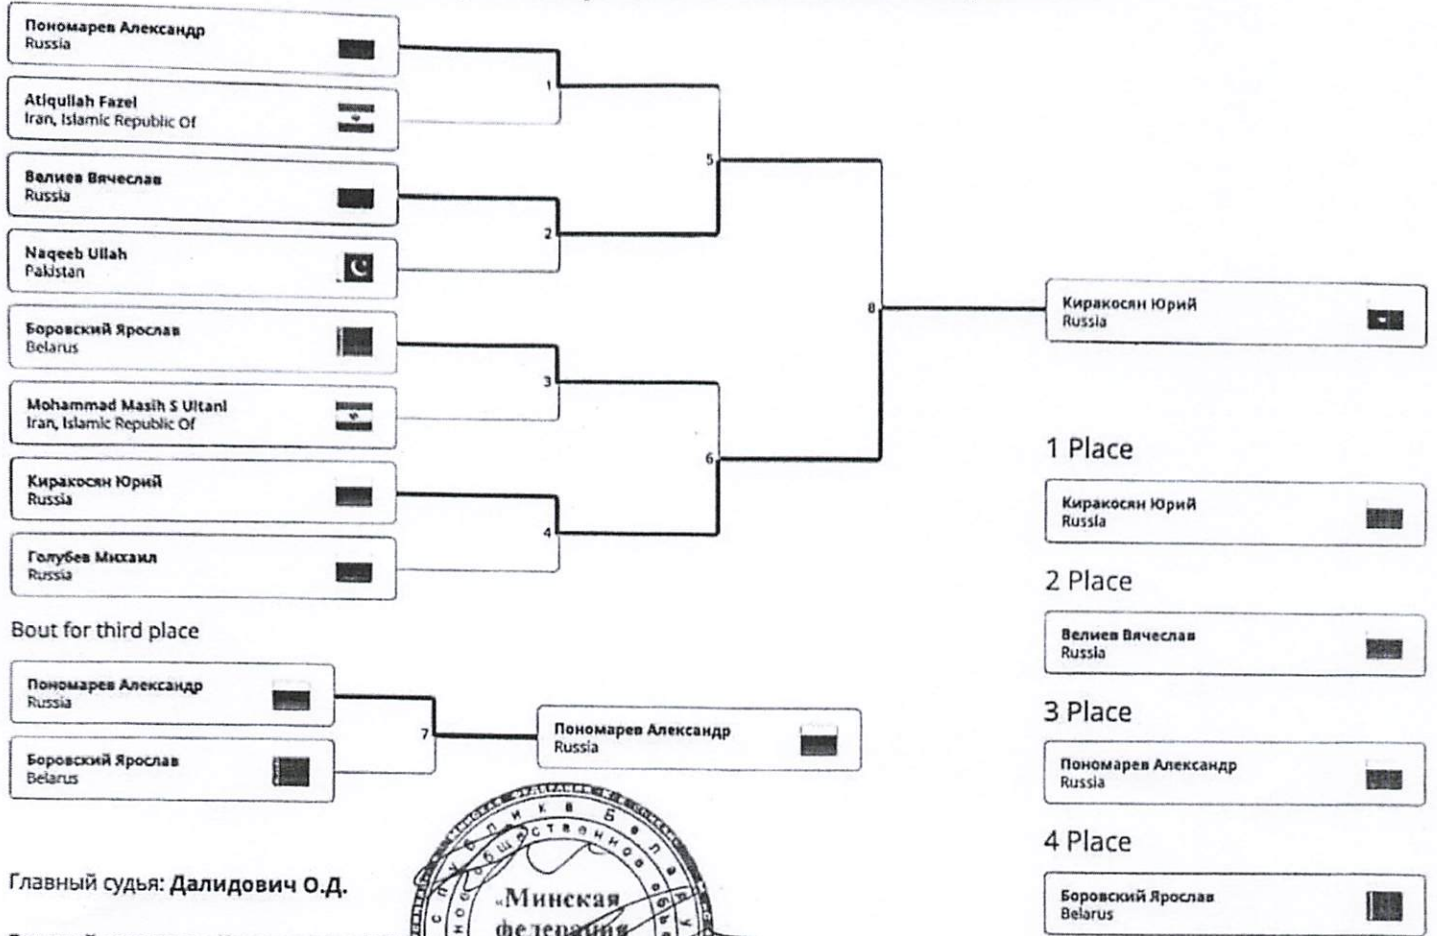 Пономарев Александр
Russia
Atiqullah Fazel
Iran, Islamic Republic Of
Велиев Вячеслав
Russia
Naqeeb Ullah
Pakistan
Боровский Ярослав
Belarus
Mohammad Masih S Ultani
Iran, Islamic Republic Of
Киракосян Юрий
Russia
Голубев Михаил
Russia
1
2
3
4
5
6
8
Киракосян Юрий
Russia
Bout for third place
Пономарев Александр
Russia
Боровский Ярослав
Belarus
7
Пономарев Александр
Russia
1 Place
Киракосян Юрий
Russia
2 Place
Велиев Вячеслав
Russia
3 Place
Пономарев Александр
Russia
4 Place
Боровский Ярослав
Belarus
Главный судья: Далидович О.Д.
«Минская
федерация